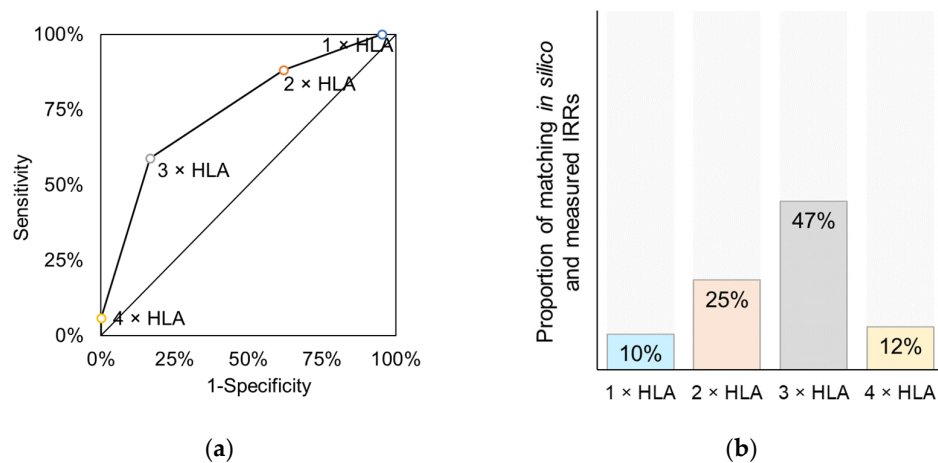 100%
75%
50%
25%
0%
Sensitivity
1 × HLA
2 × HLA
3 × HLA
4 × HLA
0%
25%
50%
75%
100%
1-Specificity
(a)
Proportion of matching in silico
and measured IRRs
10%
25%
47%
12%
1 × HLA
2 × HLA
3 × HLA
4 × HLA
(b)